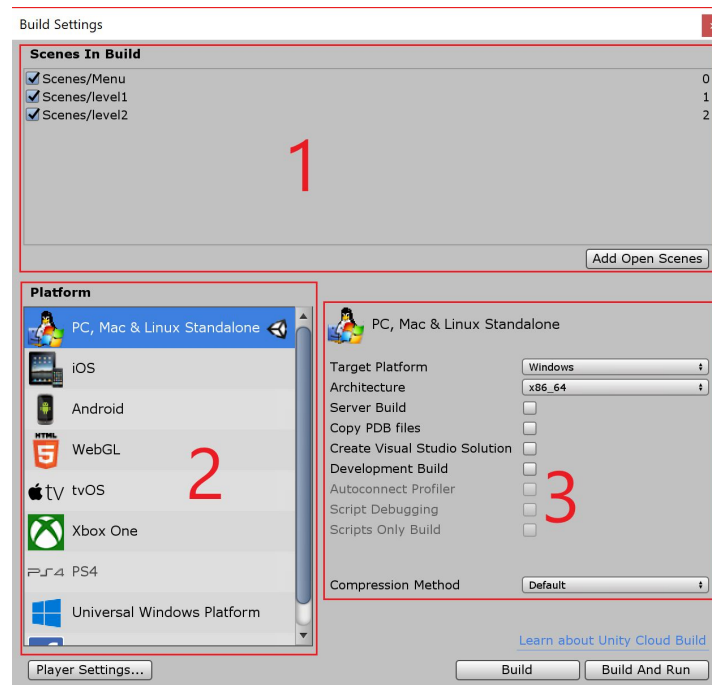 Build Settings
Scenes In Build
Scenes/Menu 0
Scenes/level1 1
Scenes/level2 2
1
Add Open Scenes
Platform
PC, Mac & Linux Standalone
iOS
Android
HTML
5
WebGL
tv tvOS
Xbox One
PS4 PS4
Universal Windows Platform
2
PC, Mac & Linux Standalone
Target Platform Windows
Architecture x86_64
Server Build
Copy PDB files
Create Visual Studio Solution
Development Build
Autoconnect Profiler
Script Debugging
Scripts Only Build
3
Compression Method Default
Learn about Unity Cloud Build
Player Settings...
Build
Build And Run